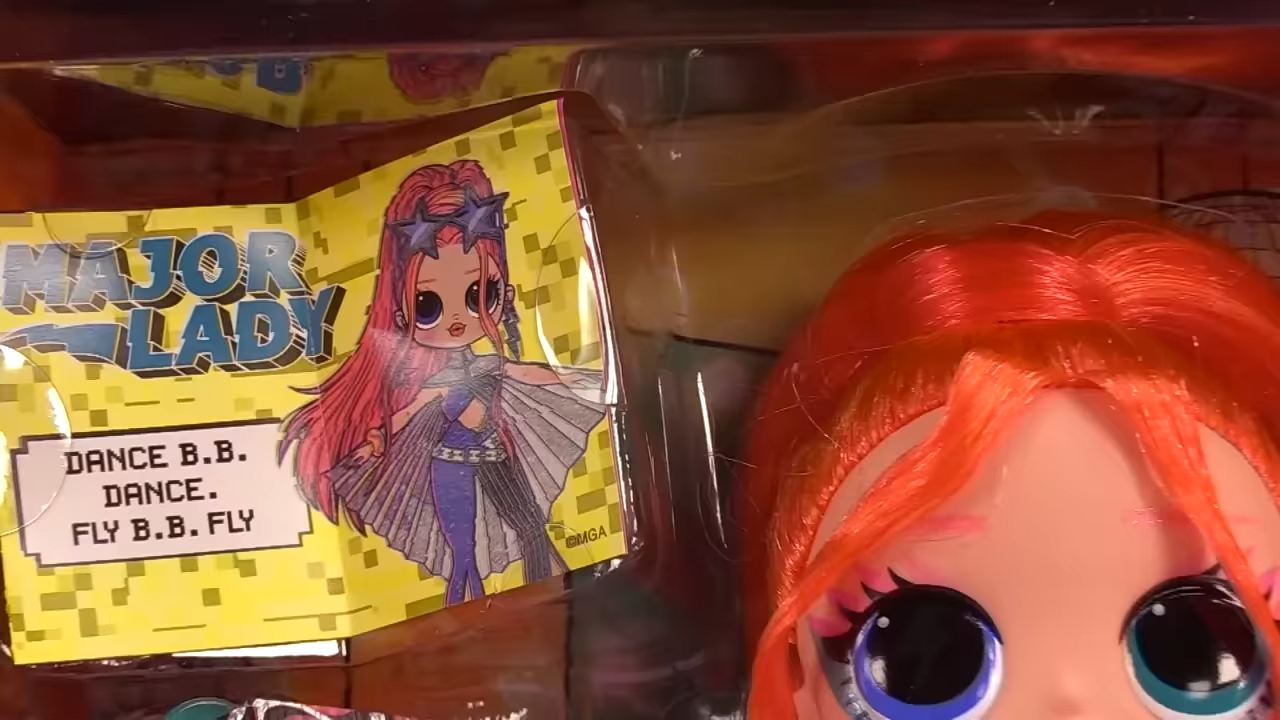 MAJOR
LADY
DANCE B.B.
DANCE.
FLY B.B. FLY
©MGA